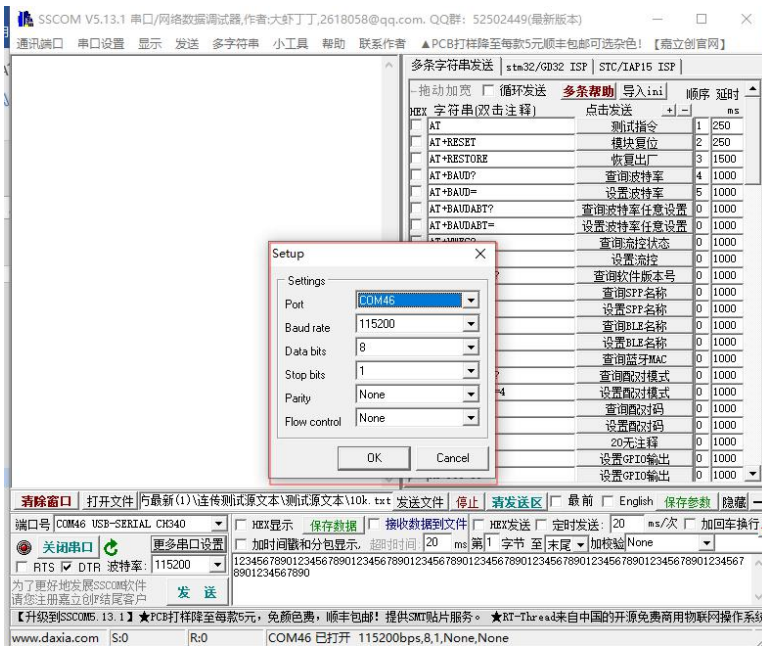 SSCOM V5.13.1 串口/网络数据调试器,作者:大虾丁丁,2618058@qq.com. QQ群: 52502449(最新版本)
通讯端口 串口设置 显示 发送 多字符串 小工具 帮助 联系作者 ▲PCB打样降至每款5元顺丰包邮可选杂色! 【嘉立创官网】
多条字符串发送 stm32/GD32 ISP STC/IAP15 ISP
拖动加宽 循环发送 多条帮助 导入ini 顺序 延时
HEX 字符串(双击注释) 点击发送 + - ms
AT 测试指令 1 250
AT+RESET 模块复位 2 250
AT+RESTORE 恢复出厂 3 1500
AT+BAUD? 查询波特率 4 1000
AT+BAUD= 设置波特率 5 1000
AT+BAUDABT? 查询波特率任意设置 0 1000
AT+BAUDABT= 设置波特率任意设置 0 1000
查询流控状态 0 1000
设置流控 0 1000
? 查询软件版本号 0 1000
查询SPP名称 0 1000
设置SPP名称 0 1000
查询BLE名称 0 1000
设置BLE名称 0 1000
查询蓝牙MAC 0 1000
? 查询配对模式 0 1000
=4 设置配对模式 0 1000
查询配对码 0 1000
设置配对码 0 1000
20无注释 0 1000
设置GPIO输出 0 1000
设置GPIO输出 0 1000
Setup
Settings
Port COM46
Baud rate 115200
Data bits 8
Stop bits 1
Parity None
Flow control None
OK Cancel
清除窗口 打开文件 与最新(1)\连传测试源文本\测试源文本\10k.txt 发送文件 停止 清发送区 最前 English 保存参数 隐藏
端口号 COM46 USB-SERIAL CH340 HEX显示 保存数据 接收数据到文件 HEX发送 定时发送: 20 ms/次 加回车换行
关闭串口 更多串口设置 加时间戳和分包显示, 超时时间: 20 ms 第1 字节 至 末尾 加校验 None
RTS DTR 波特率: 115200
1234567890123456789012345678901234567890123456789012345678901234567
8901234567890
为了更好地发展SSCOM软件
请您注册嘉立创F结尾客户
发 送
【升级到SSCOM5.13.1】★PCB打样降至每款5元,免颜色费,顺丰包邮!提供SMT贴片服务。 ★RT-Thread来自中国的开源免费商用物联网操作系统
www.daxia.com S:0 R:0 COM46 已打开 115200bps,8,1,None,None